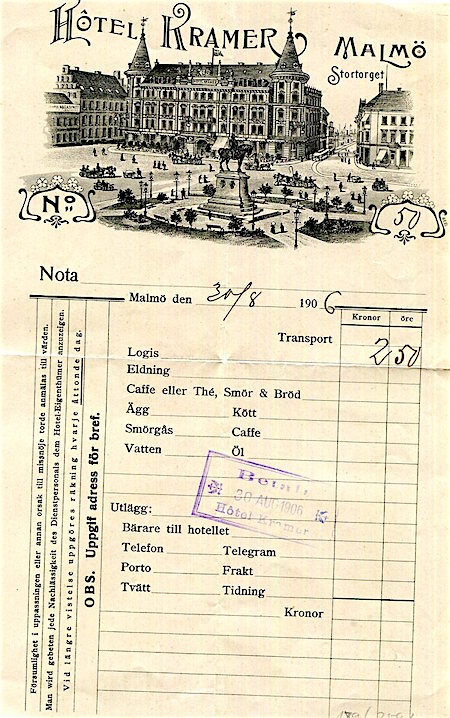 HÔTEL KRAMER
MALMÖ
Stortorget
No
50
Nota
Malmö den 30/8 1906
Kronor öre
Transport
Logis 2 50
Eldning
Caffe eller Thé, Smör & Bröd
Ägg Kött
Smörgås Caffe
Vatten Öl
Betalt
30 AUG 1906
Hôtel Kramer
Utlägg:
Bärare till hotellet
Telefon Telegram
Porto Frakt
Tvätt Tidning
Kronor
Försumlighet i uppassningen eller annan orsak till missnöje torde anmälas till värden.
Man wird gebeten jede Nachlässigkeit des Dienstpersonals dem Hotel-Eigenthümer anzuzeigen.
Vid längre vistelse uppgöres räkning hvarje åttonde dag.
OBS. Uppgif adress för bref.